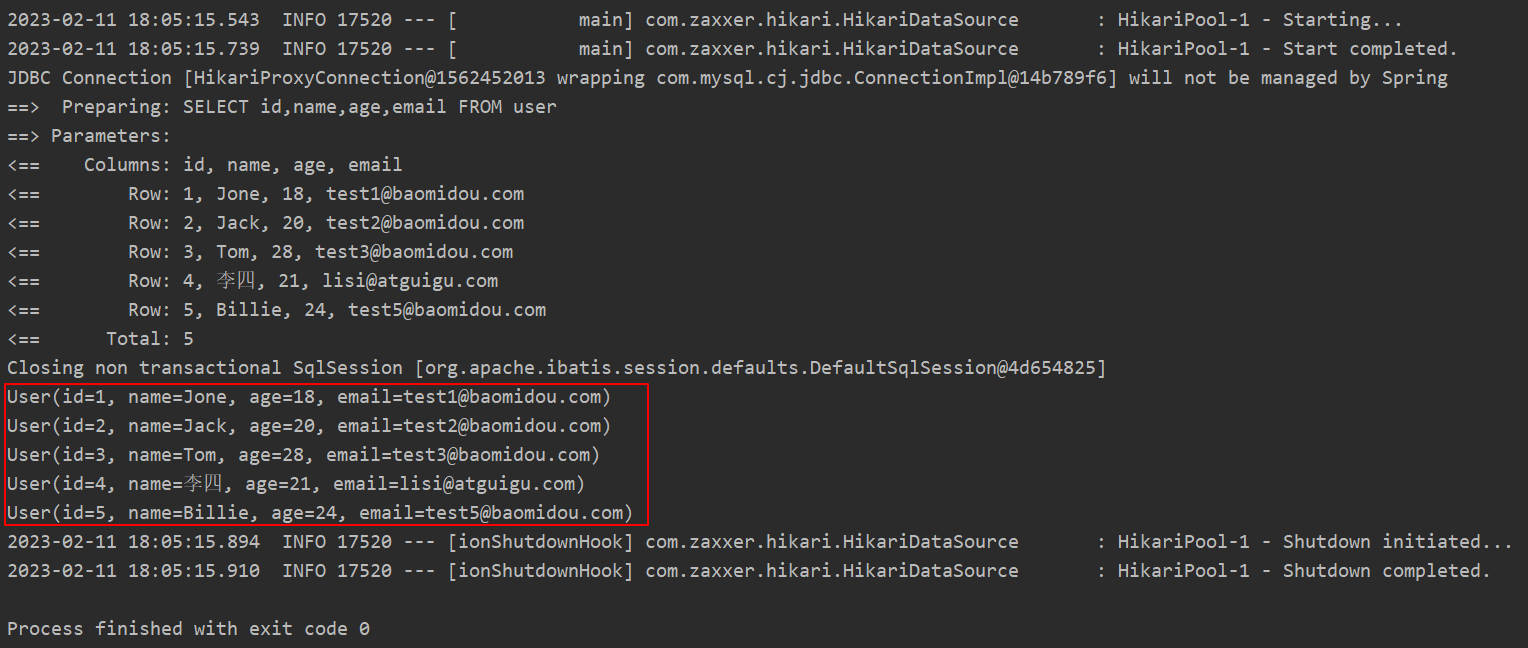 2023-02-11 18:05:15.543  INFO 17520 --- [           main] com.zaxxer.hikari.HikariDataSource       : HikariPool-1 - Starting...
2023-02-11 18:05:15.739  INFO 17520 --- [           main] com.zaxxer.hikari.HikariDataSource       : HikariPool-1 - Start completed.
JDBC Connection [HikariProxyConnection@1562452013 wrapping com.mysql.cj.jdbc.ConnectionImpl@14b789f6] will not be managed by Spring
==>  Preparing: SELECT id,name,age,email FROM user
==> Parameters:
<==    Columns: id, name, age, email
<==        Row: 1, Jone, 18, test1@baomidou.com
<==        Row: 2, Jack, 20, test2@baomidou.com
<==        Row: 3, Tom, 28, test3@baomidou.com
<==        Row: 4, 李四, 21, lisi@atguigu.com
<==        Row: 5, Billie, 24, test5@baomidou.com
<==      Total: 5
Closing non transactional SqlSession [org.apache.ibatis.session.defaults.DefaultSqlSession@4d654825]
User(id=1, name=Jone, age=18, email=test1@baomidou.com)
User(id=2, name=Jack, age=20, email=test2@baomidou.com)
User(id=3, name=Tom, age=28, email=test3@baomidou.com)
User(id=4, name=李四, age=21, email=lisi@atguigu.com)
User(id=5, name=Billie, age=24, email=test5@baomidou.com)
2023-02-11 18:05:15.894  INFO 17520 --- [ionShutdownHook] com.zaxxer.hikari.HikariDataSource       : HikariPool-1 - Shutdown initiated...
2023-02-11 18:05:15.910  INFO 17520 --- [ionShutdownHook] com.zaxxer.hikari.HikariDataSource       : HikariPool-1 - Shutdown completed.
Process finished with exit code 0